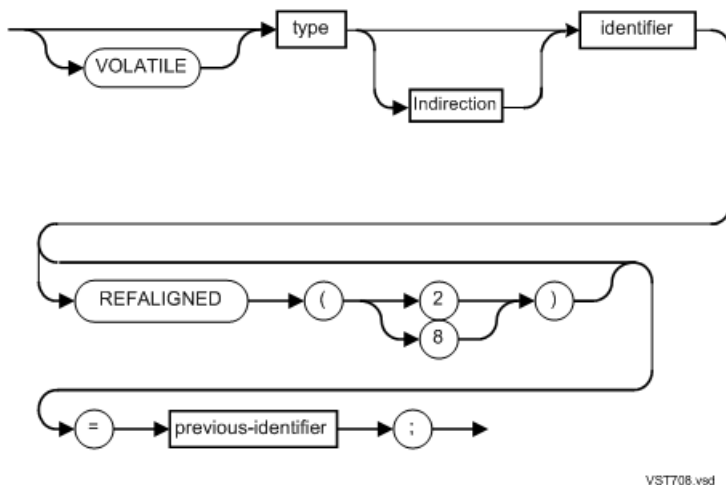 type
identifier
VOLATILE
Indirection
REFALIGNED ( 2 )
8
= previous-identifier ;
VST708.vsd